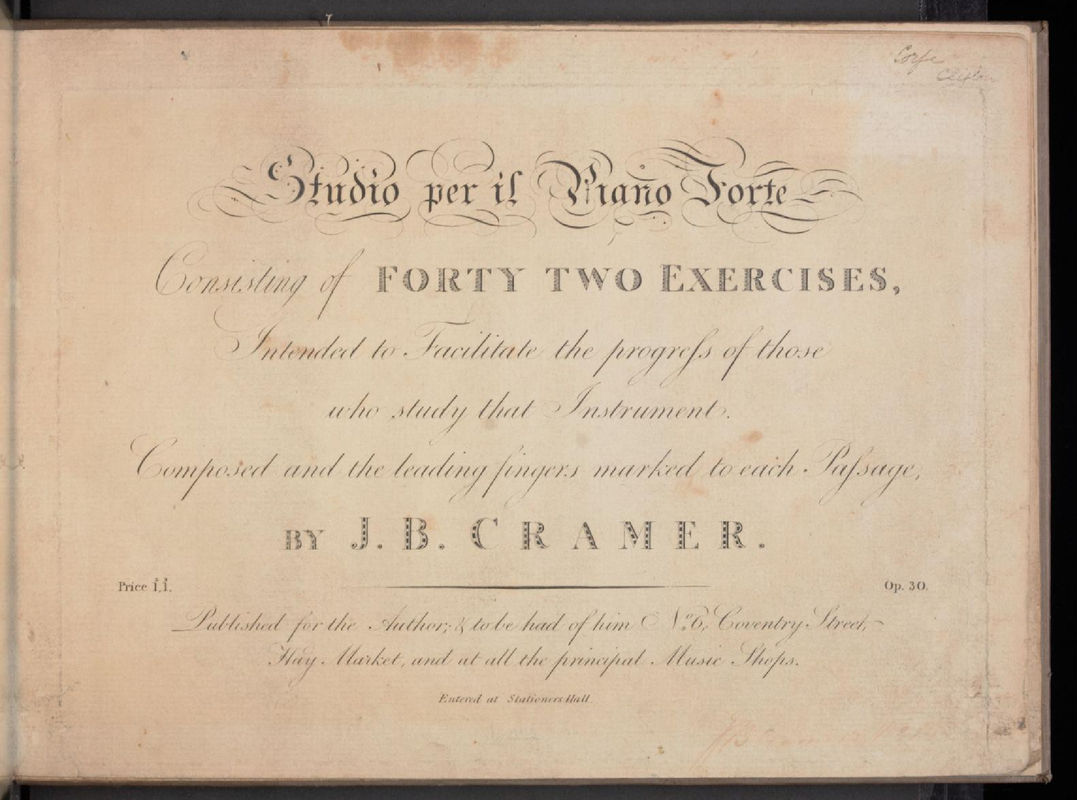 Corfe
Clifton
Studio per il Piano Forte
Consisting of FORTY TWO EXERCISES,
Intended to Facilitate the progreſs of those
who study that Instrument.
Composed and the leading fingers marked to each Paſsage,
BY J. B. CRAMER.
Price 1,1.
Op. 30.
Published for the Author; & to be had of him Nº 6, Coventry Street,
Hay Market, and at all the principal Music Shops.
Entered at Stationers Hall.